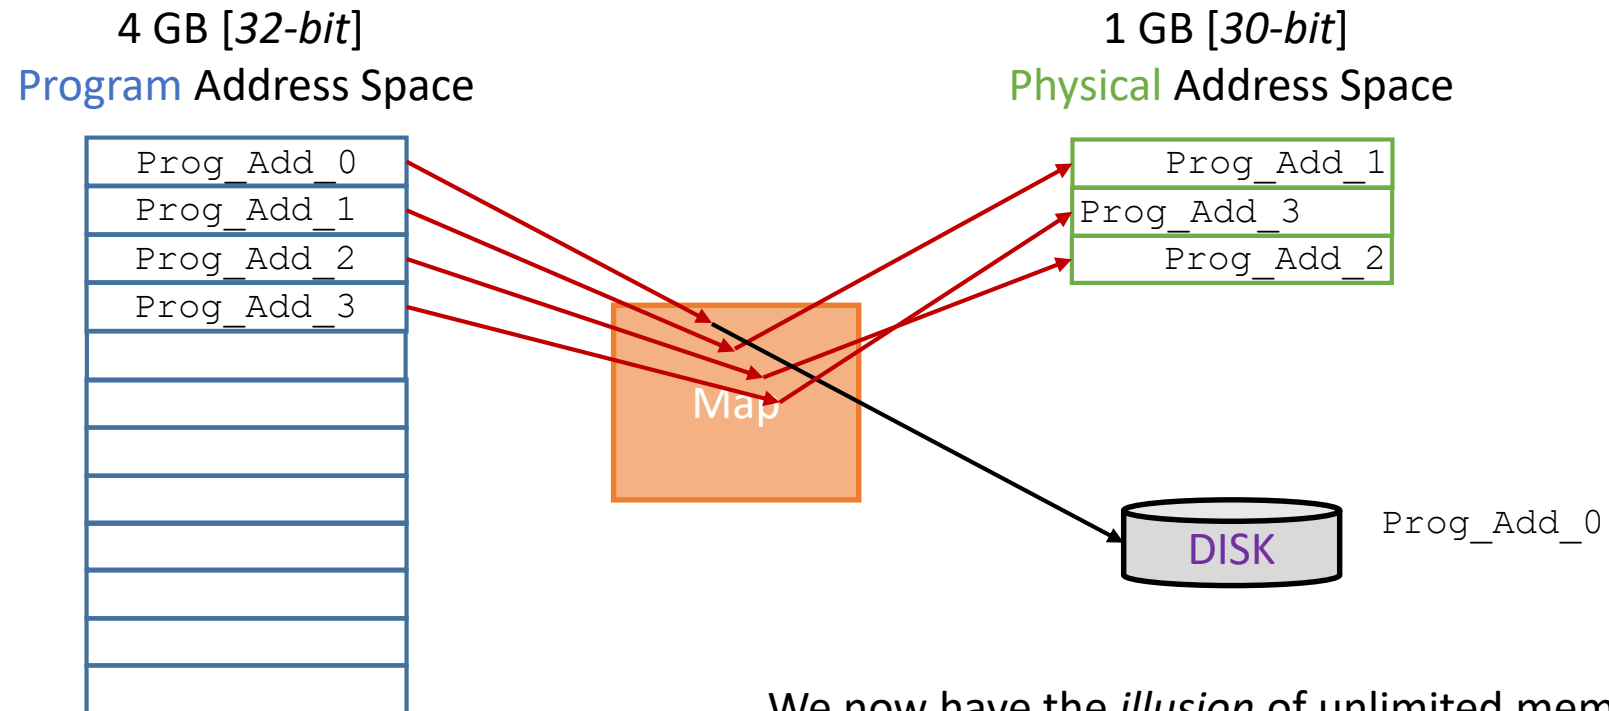 4 GB [32-bit]
Program Address Space
1 GB [30-bit]
Physical Address Space
Prog_Add_0
Prog_Add_1
Prog_Add_2
Prog_Add_3
Map
Prog_Add_1
Prog_Add_3
Prog_Add_2
DISK
Prog_Add_0
We now have the illusion of unlimited mem